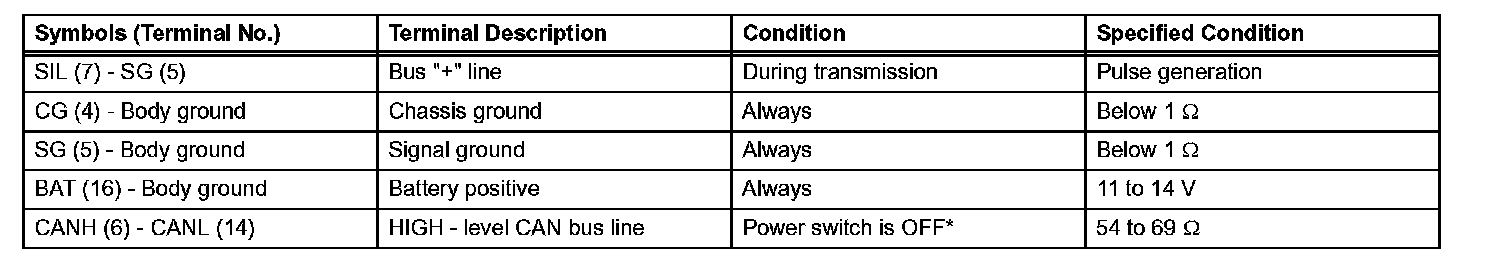 Symbols (Terminal No.) Terminal Description Condition Specified Condition
SIL (7) - SG (5) Bus "+" line During transmission Pulse generation
CG (4) - Body ground Chassis ground Always Below 1 Ω
SG (5) - Body ground Signal ground Always Below 1 Ω
BAT (16) - Body ground Battery positive Always 11 to 14 V
CANH (6) - CANL (14) HIGH - level CAN bus line Power switch is OFF* 54 to 69 Ω